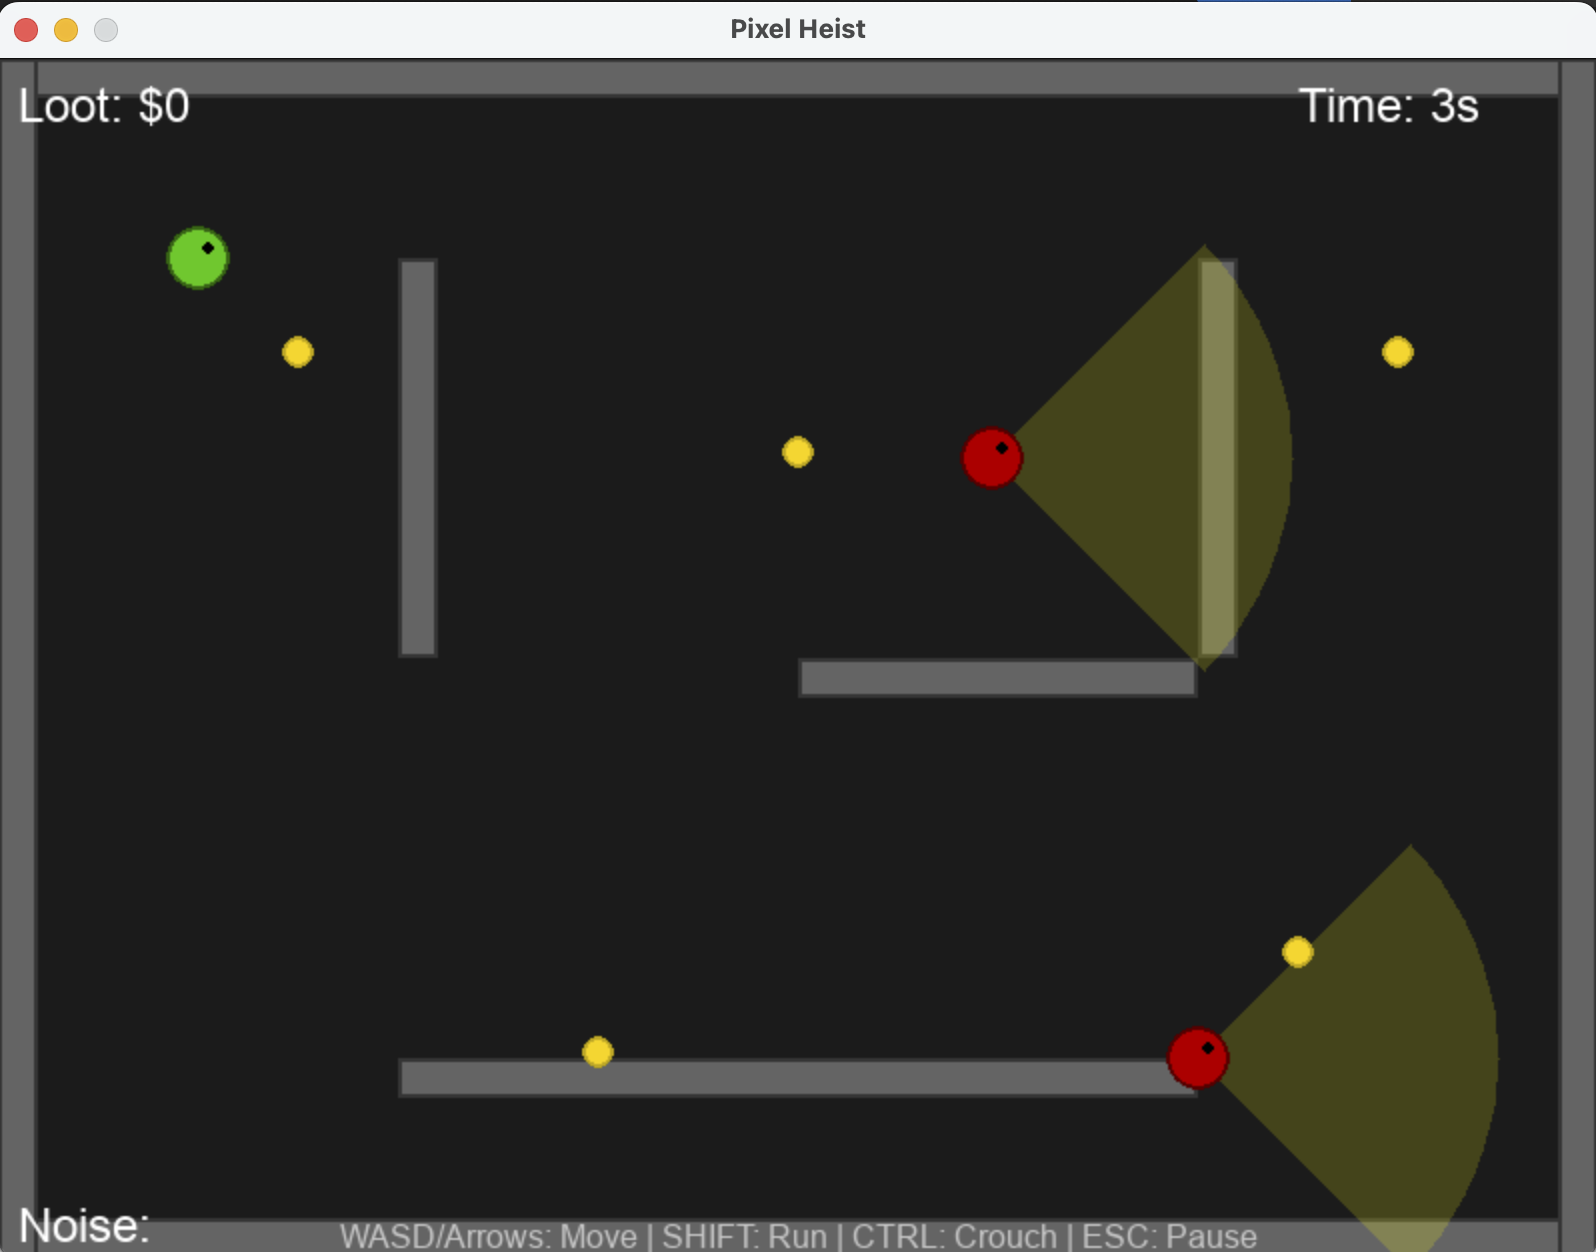 Pixel Heist
Loot: $0
Time: 3s
Noise:
WASD/Arrows: Move | SHIFT: Run | CTRL: Crouch | ESC: Pause